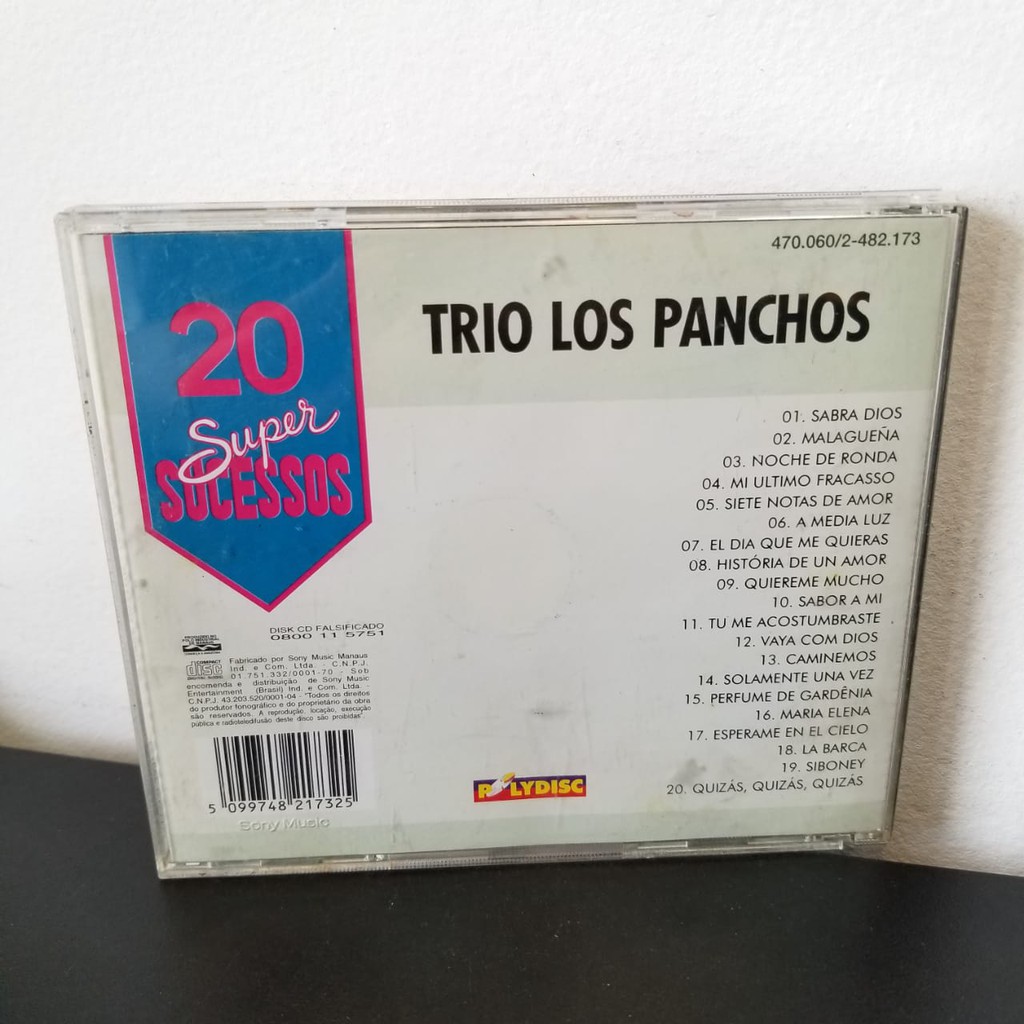 470.060/2-482.173
20
Super
SUCESSOS
TRIO LOS PANCHOS
01. SABRA DIOS
02. MALAGUEÑA
03. NOCHE DE RONDA
04. MI ULTIMO FRACASSO
05. SIETE NOTAS DE AMOR
06. A MEDIA LUZ
07. EL DIA QUE ME QUIERAS
08. HISTÓRIA DE UN AMOR
09. QUIEREME MUCHO
10. SABOR A MI
11. TU ME ACOSTUMBRASTE
12. VAYA COM DIOS
13. CAMINEMOS
14. SOLAMENTE UNA VEZ
15. PERFUME DE GARDÊNIA
16. MARIA ELENA
17. ESPERAME EN EL CIELO
18. LA BARCA
19. SIBONEY
20. QUIZÁS, QUIZÁS, QUIZÁS
DISK CD FALSIFICADO
0800 11 5751
COMPACT
disc
Fabricado por Sony Music Manaus
Ind. e Com. Ltda. - C.N.P.J.
01.751.332/0001-70 - Sob
encomenda e distribuição de Sony Music
Entertainment (Brasil) Ind. e Com. Ltda. -
C.N.P.J. 43.203.520/0001-04 - "Todos os direitos
do produtor fonográfico e do proprietário da obra
são reservados. A reprodução, locação, execução
pública e radioteledifusão deste disco são proibidas".
5 099748 217325
Sony Music
POLYDISC